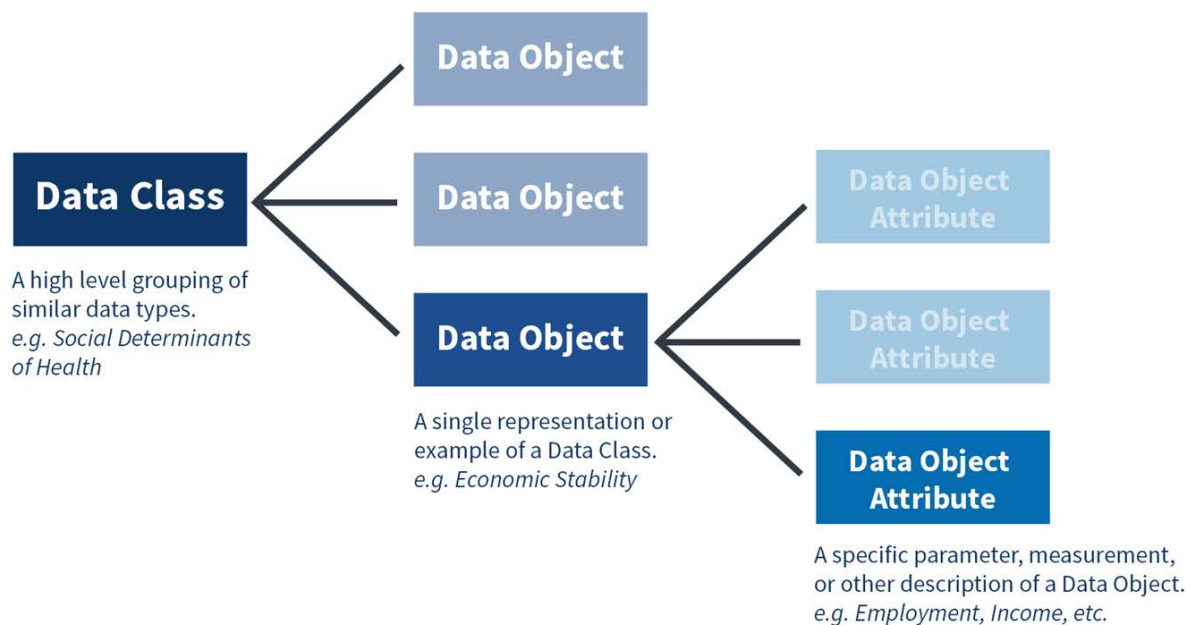 Data Object
Data Class
A high level grouping of
similar data types.
e.g. Social Determinants
of Health
Data Object
Data Object
A single representation or
example of a Data Class.
e.g. Economic Stability
Data Object
Attribute
Data Object
Attribute
Data Object
Attribute
A specific parameter, measurement,
or other description of a Data Object.
e.g. Employment, Income, etc.